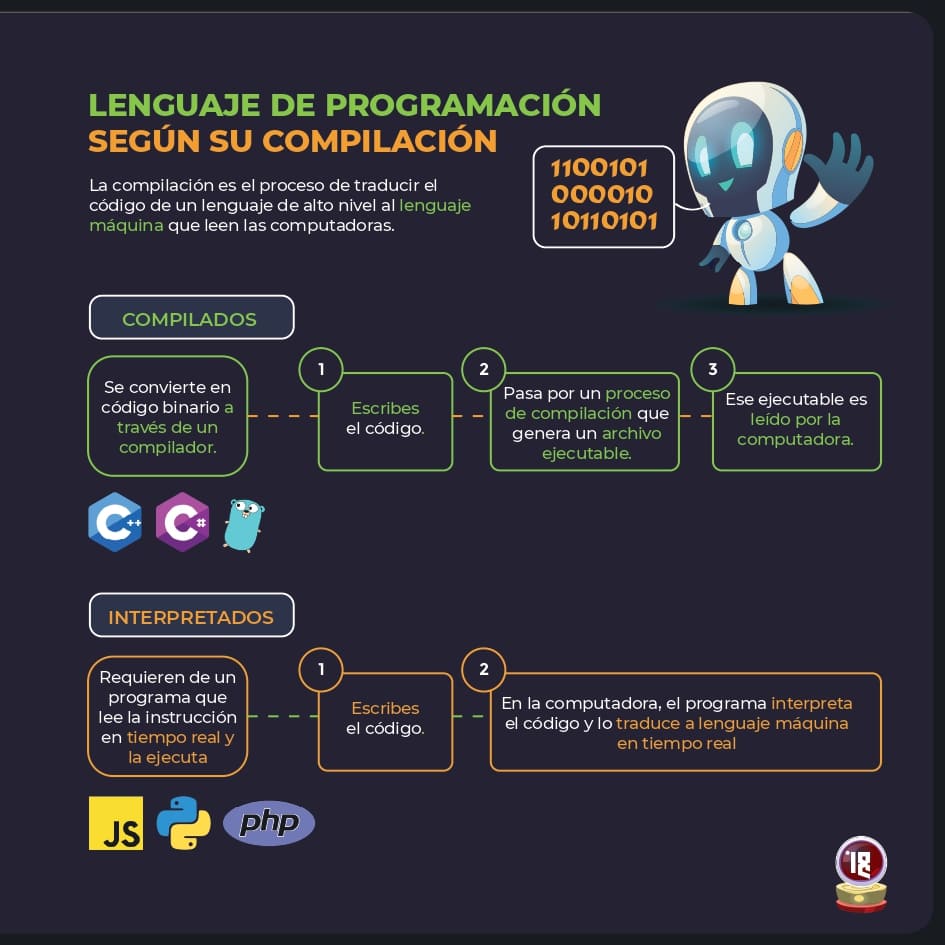 LENGUAJE DE PROGRAMACIÓN
SEGÚN SU COMPILACIÓN
La compilación es el proceso de traducir el
código de un lenguaje de alto nivel al lenguaje
máquina que leen las computadoras.
1100101
000010
10110101
COMPILADOS
Se convierte en
código binario a
través de un
compilador.
1
Escribes
el código.
2
Pasa por un proceso
de compilación que
genera un archivo
ejecutable.
3
Ese ejecutable es
leído por la
computadora.
C++
C#
INTERPRETADOS
Requieren de un
programa que
lee la instrucción
en tiempo real y
la ejecuta
1
Escribes
el código.
2
En la computadora, el programa interpreta
el código y lo traduce a lenguaje máquina
en tiempo real
JS
php